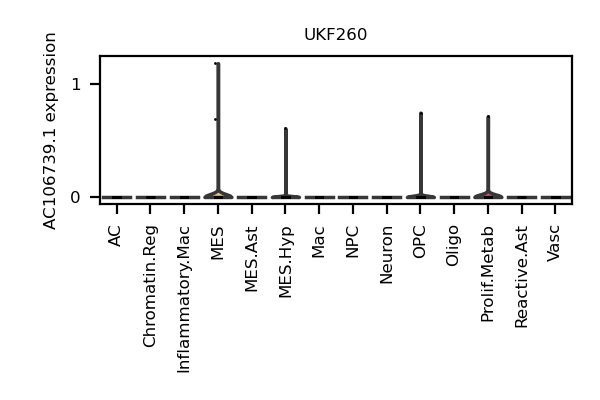 UKF260
AC106739.1 expression
1
0
AC
Chromatin.Reg
Inflammatory.Mac
MES
MES.Ast
MES.Hyp
Mac
NPC
Neuron
OPC
Oligo
Prolif.Metab
Reactive.Ast
Vasc